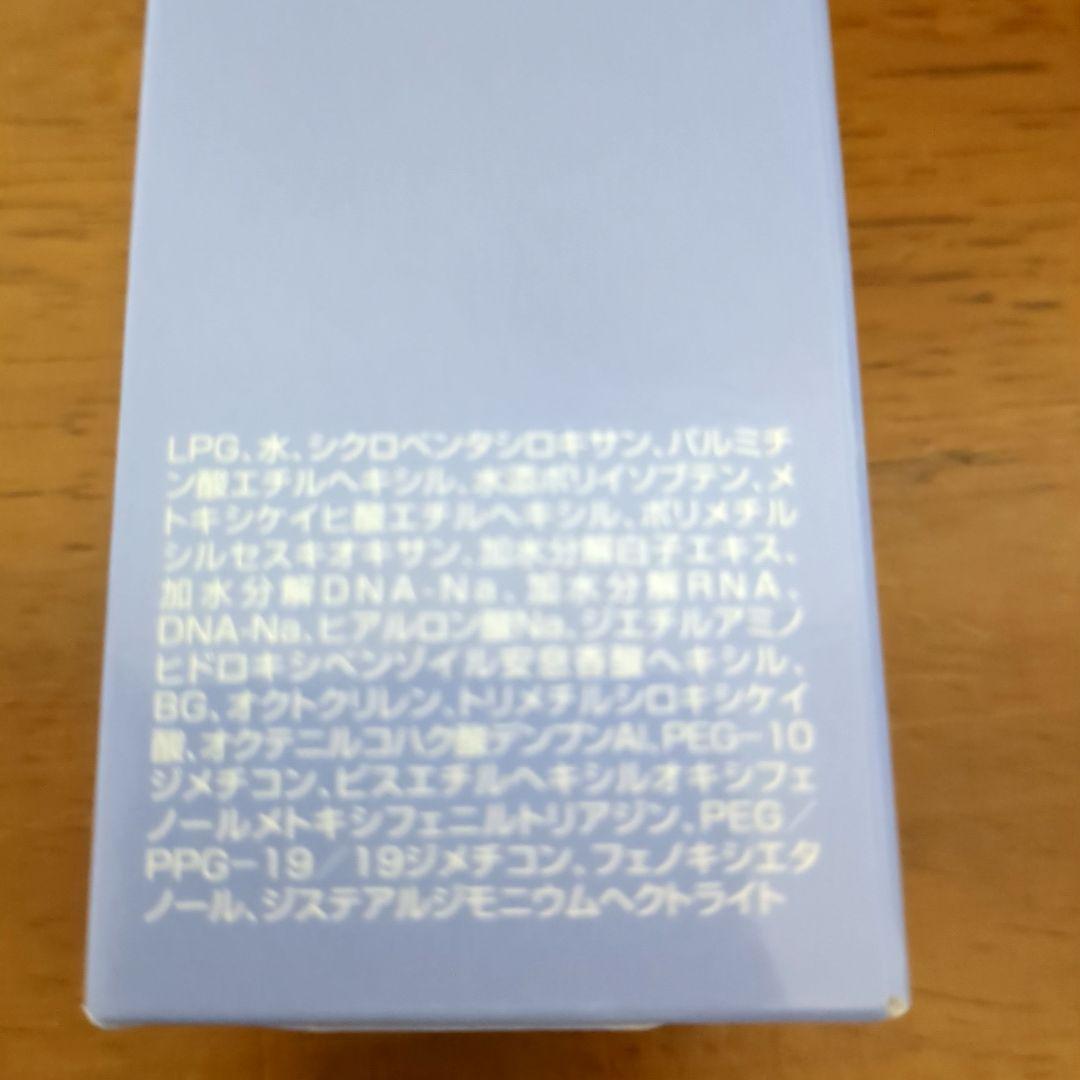 LPG、水、シクロペンタシロキサン、パルミチ
ン酸エチルヘキシル、水添ポリイソブテン、メ
トキシケイヒ酸エチルヘキシル、ポリメチル
シルセスキオキサン、加水分解白子エキス、
加水分解DNA-Na、加水分解RNA、
DNA-Na、ヒアルロン酸Na、ジエチルアミノ
ヒドロキシベンゾイル安息香酸ヘキシル、
BG、オクトクリレン、トリメチルシロキシケイ
酸、オクテニルコハク酸デンプンAl、PEG-10
ジメチコン、ビスエチルヘキシルオキシフェ
ノールメトキシフェニルトリアジン、PEG／
PPG-19／19ジメチコン、フェノキシエタ
ノール、ジステアルジモニウムヘクトライト